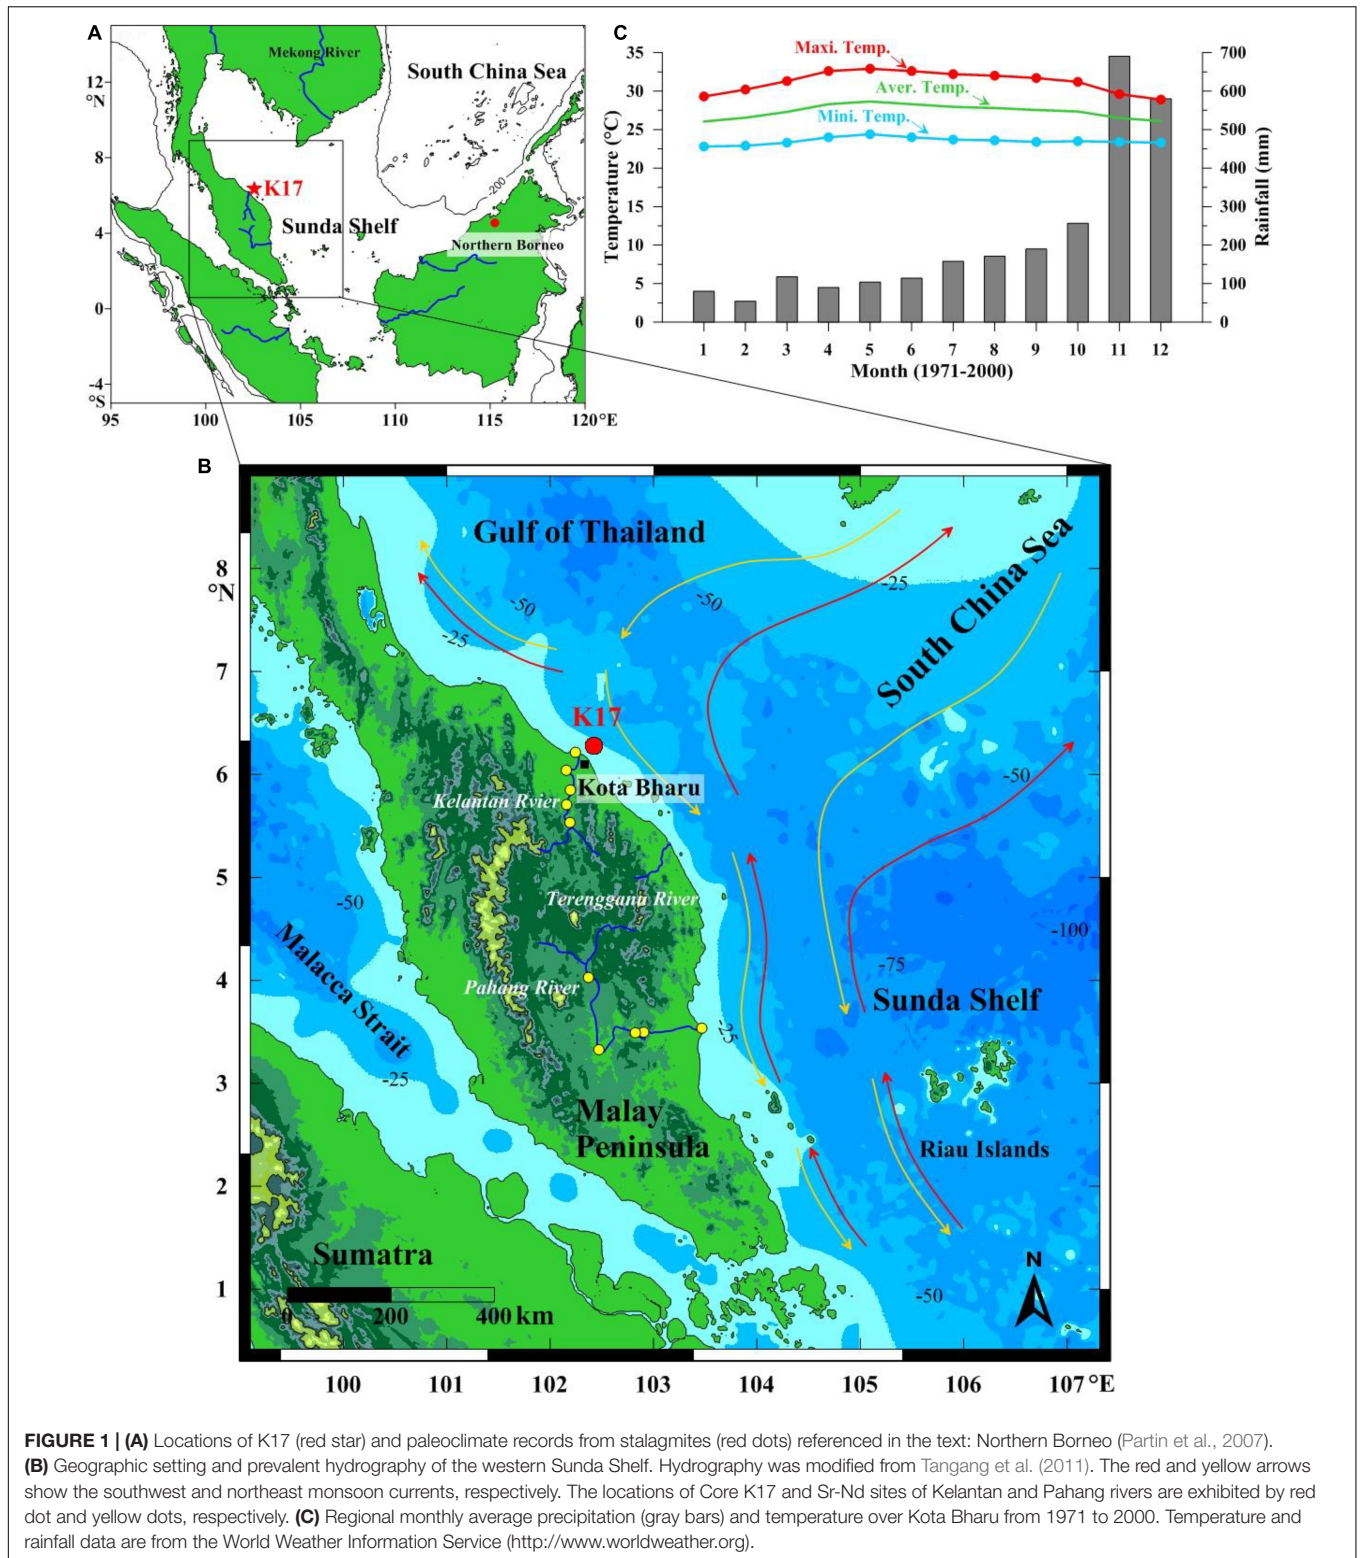 A
Mekong River
South China Sea
12
°N
8
-200
K17
Sunda Shelf
4
Northern Borneo
0
-4
°S
95 100 105 110 115 120°E
C
Maxi. Temp.
Aver. Temp.
Mini. Temp.
Temperature (°C)
35
30
25
20
15
10
5
0
Rainfall (mm)
700
600
500
400
300
200
100
0
1 2 3 4 5 6 7 8 9 10 11 12
Month (1971-2000)
B
Gulf of Thailand
South China Sea
8
°N
-50
-50
-25
-25
7
K17
6
Kota Bharu
-50
Kelantan Rvier
5
Terengganu River
-50
-100
Malacca Strait
-75
4
Pahang River
Sunda Shelf
-25
-25
3
Malay
Peninsula
Riau Islands
2
Sumatra
N
1
-50
0 200 400 km
100 101 102 103 104 105 106 107 °E
FIGURE 1 | (A) Locations of K17 (red star) and paleoclimate records from stalagmites (red dots) referenced in the text: Northern Borneo (Partin et al., 2007).
(B) Geographic setting and prevalent hydrography of the western Sunda Shelf. Hydrography was modified from Tangang et al. (2011). The red and yellow arrows
show the southwest and northeast monsoon currents, respectively. The locations of Core K17 and Sr-Nd sites of Kelantan and Pahang rivers are exhibited by red
dot and yellow dots, respectively. (C) Regional monthly average precipitation (gray bars) and temperature over Kota Bharu from 1971 to 2000. Temperature and
rainfall data are from the World Weather Information Service (http://www.worldweather.org).